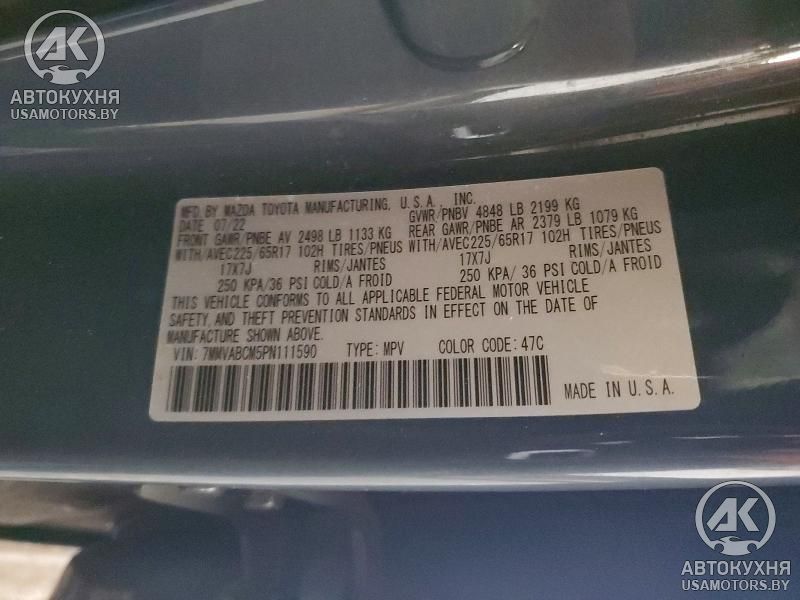 AK
АВТОКУХНЯ
USAMOTORS.BY
MFD BY MAZDA TOYOTA MANUFACTURING, U.S.A., INC.
DATE 07/22 GVWR/PNBV 4848 LB 2199 KG
FRONT GAWR/PNBE AV 2498 LB 1133 KG REAR GAWR/PNBE AR 2379 LB 1079 KG
WITH/AVEC225/65R17 102H TIRES/PNEUS WITH/AVEC225/65R17 102H TIRES/PNEUS
17X7J RIMS/JANTES 17X7J RIMS/JANTES
250 KPA/36 PSI COLD/A FROID 250 KPA/ 36 PSI COLD/A FROID
THIS VEHICLE CONFORMS TO ALL APPLICABLE FEDERAL MOTOR VEHICLE
SAFETY, AND THEFT PREVENTION STANDARDS IN EFFECT ON THE DATE OF
MANUFACTURE SHOWN ABOVE.
VIN: 7MMVABCM5PN111590 TYPE: MPV COLOR CODE: 47C
MADE IN U.S.A.
AK
АВТОКУХНЯ
USAMOTORS.BY